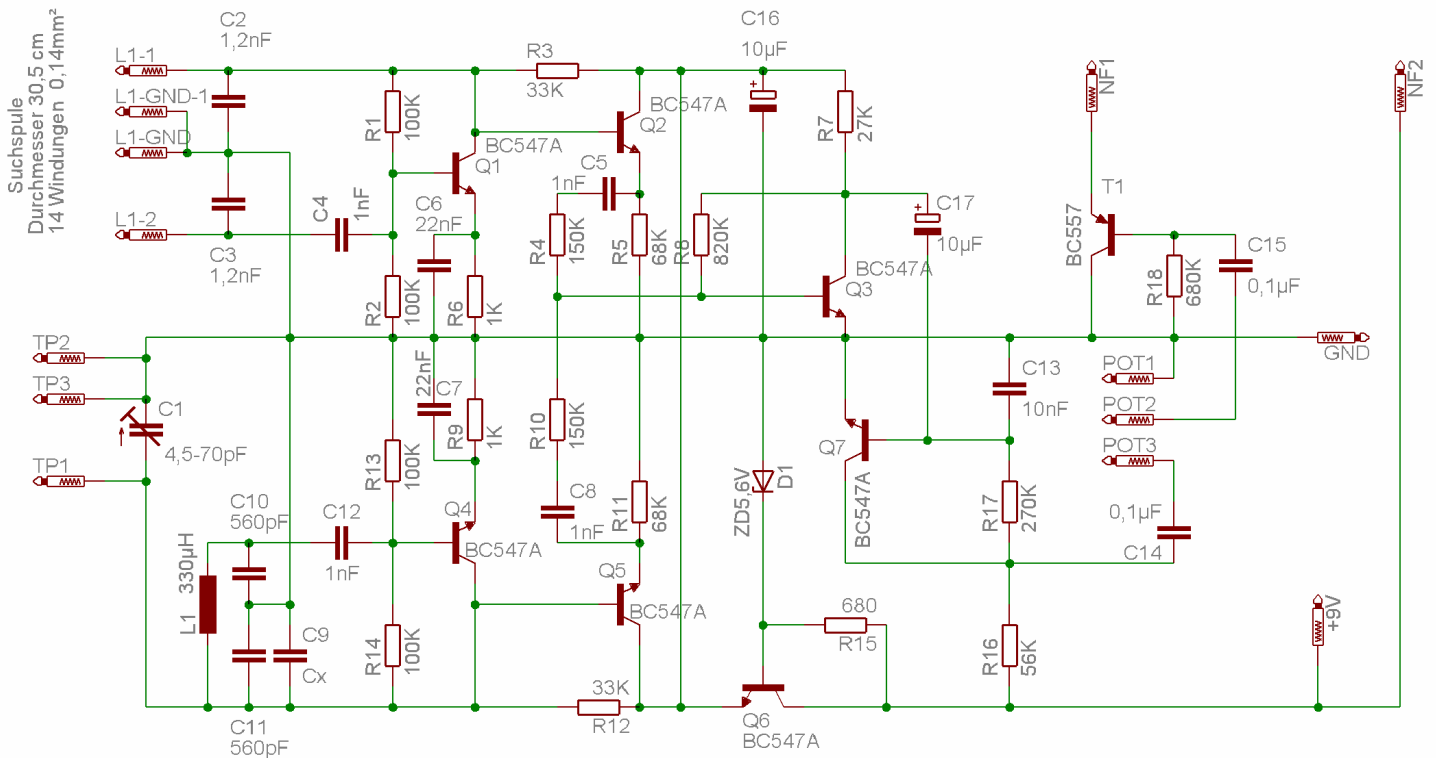 Suchspule
Durchmesser 30,5 cm
14 Windungen 0,14mm²
C2
1,2nF
L1-1
L1-GND-1
L1-GND
L1-2
C3
1,2nF
C4
1nF
R1
100K
R2
100K
Q1
BC547A
C6
22nF
R6
1K
R3
33K
Q2
BC547A
C5
1nF
R4
150K
R5
68K
C16
10µF
+
R7
27K
R8
820K
C17
10µF
+
Q3
BC547A
NF1
NF2
T1
BC557
R18
680K
C15
0,1µF
GND
TP2
TP3
C1
4,5-70pF
TP1
C7
22nF
R9
1K
R13
100K
R10
150K
C8
1nF
R11
68K
Q4
BC547A
Q5
BC547A
C10
560pF
C12
1nF
L1
330µH
C9
Cx
C11
560pF
R14
100K
R12
33K
ZD5,6V
D1
Q7
BC547A
C13
10nF
R17
270K
POT1
POT2
POT3
0,1µF
C14
680
R15
R16
56K
+9V
Q6
BC547A